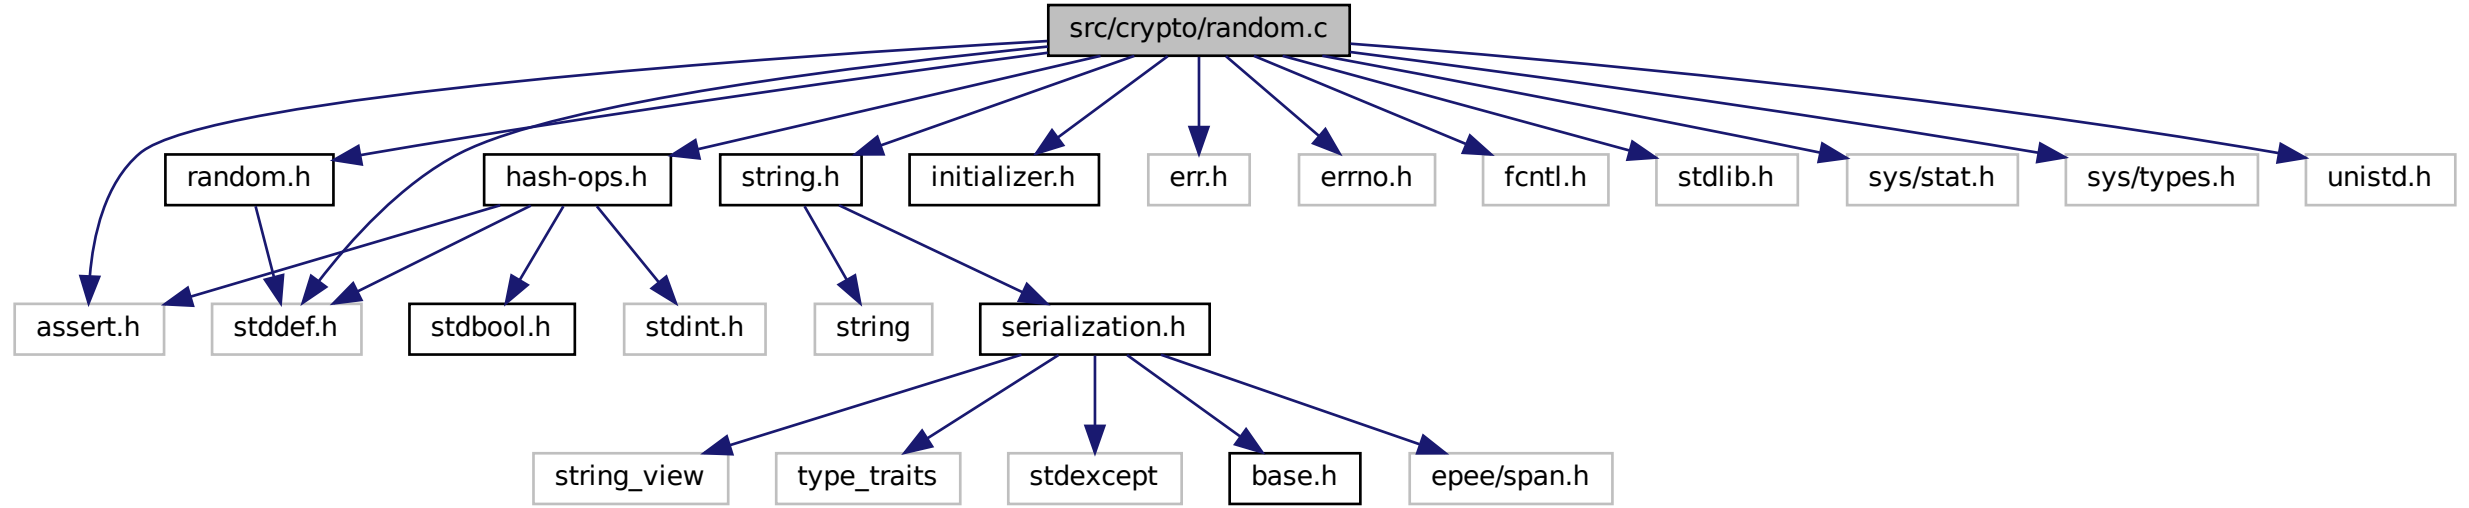 src/crypto/random.c
random.h
hash-ops.h
string.h
initializer.h
err.h
errno.h
fcntl.h
stdlib.h
sys/stat.h
sys/types.h
unistd.h
assert.h
stddef.h
stdbool.h
stdint.h
string
serialization.h
string_view
type_traits
stdexcept
base.h
epee/span.h